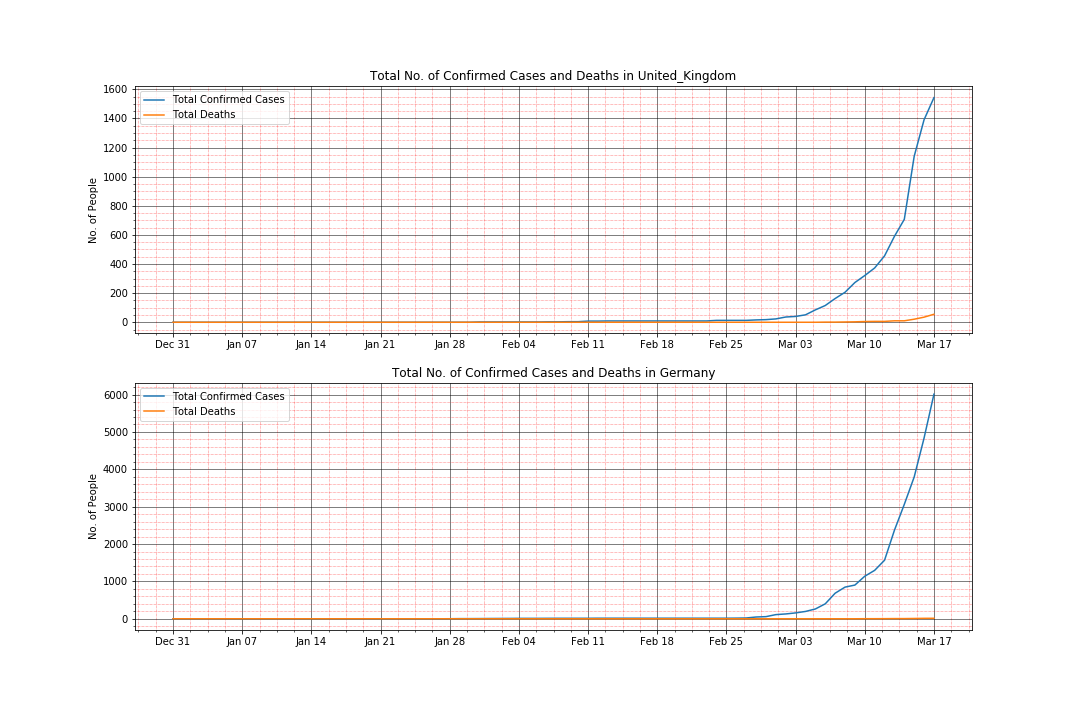 Total No. of Confirmed Cases and Deaths in United_Kingdom
1600
1400
1200
1000
800
600
400
200
0
No. of People
Total Confirmed Cases
Total Deaths
Dec 31 Jan 07 Jan 14 Jan 21 Jan 28 Feb 04 Feb 11 Feb 18 Feb 25 Mar 03 Mar 10 Mar 17
Total No. of Confirmed Cases and Deaths in Germany
6000
5000
4000
3000
2000
1000
0
No. of People
Total Confirmed Cases
Total Deaths
Dec 31 Jan 07 Jan 14 Jan 21 Jan 28 Feb 04 Feb 11 Feb 18 Feb 25 Mar 03 Mar 10 Mar 17